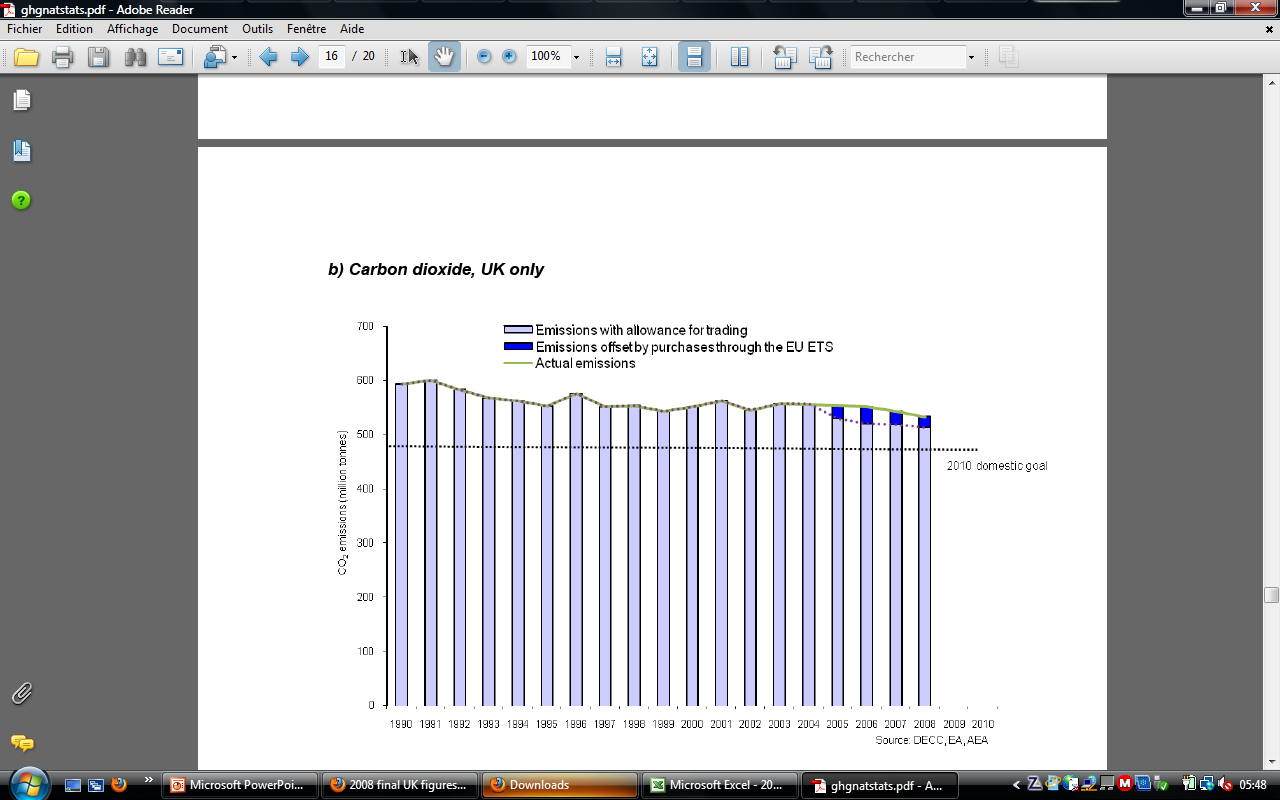 ghgnatstats.pdf - Adobe Reader
Fichier Edition Affichage Document Outils Fenêtre Aide
16 / 20 100% Rechercher
b) Carbon dioxide, UK only
Emissions with allowance for trading
Emissions offset by purchases through the EU ETS
Actual emissions
700
600
500
400
300
200
100
0
CO₂ emissions (million tonnes)
2010 domestic goal
1990 1991 1992 1993 1994 1995 1996 1997 1998 1999 2000 2001 2002 2003 2004 2005 2006 2007 2008 2009 2010
Source: DECC, EA, AEA
Microsoft PowerPoi... 2008 final UK figures... Downloads Microsoft Excel - 20... ghgnatstats.pdf - A... 05:48